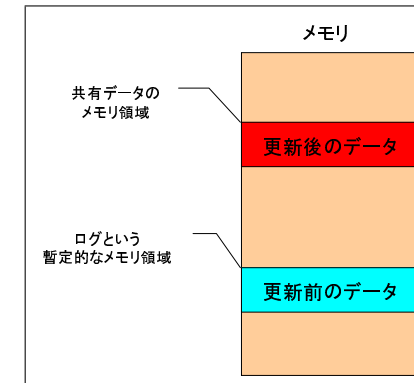 メモリ
共有データの
メモリ領域
更新後のデータ
ログという
暫定的なメモリ領域
更新前のデータ